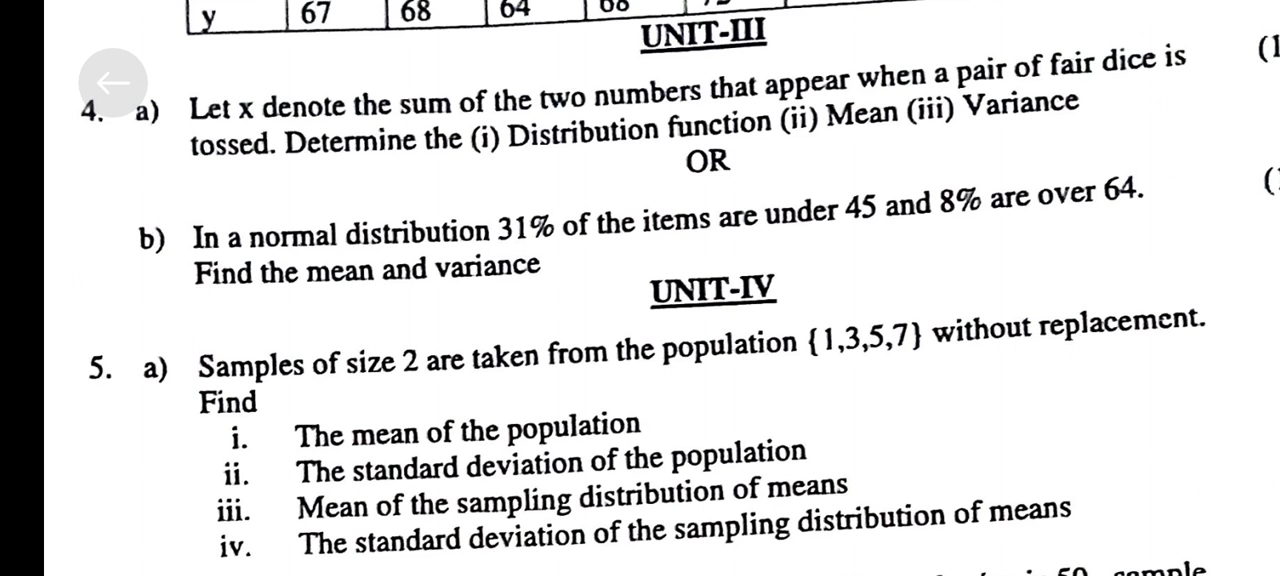 y 67 68 64
UNIT-III
4. a) Let x denote the sum of the two numbers that appear when a pair of fair dice is
tossed. Determine the (i) Distribution function (ii) Mean (iii) Variance
OR
b) In a normal distribution 31% of the items are under 45 and 8% are over 64.
Find the mean and variance
UNIT-IV
5. a) Samples of size 2 are taken from the population {1,3,5,7} without replacement.
Find
i. The mean of the population
ii. The standard deviation of the population
iii. Mean of the sampling distribution of means
iv. The standard deviation of the sampling distribution of means